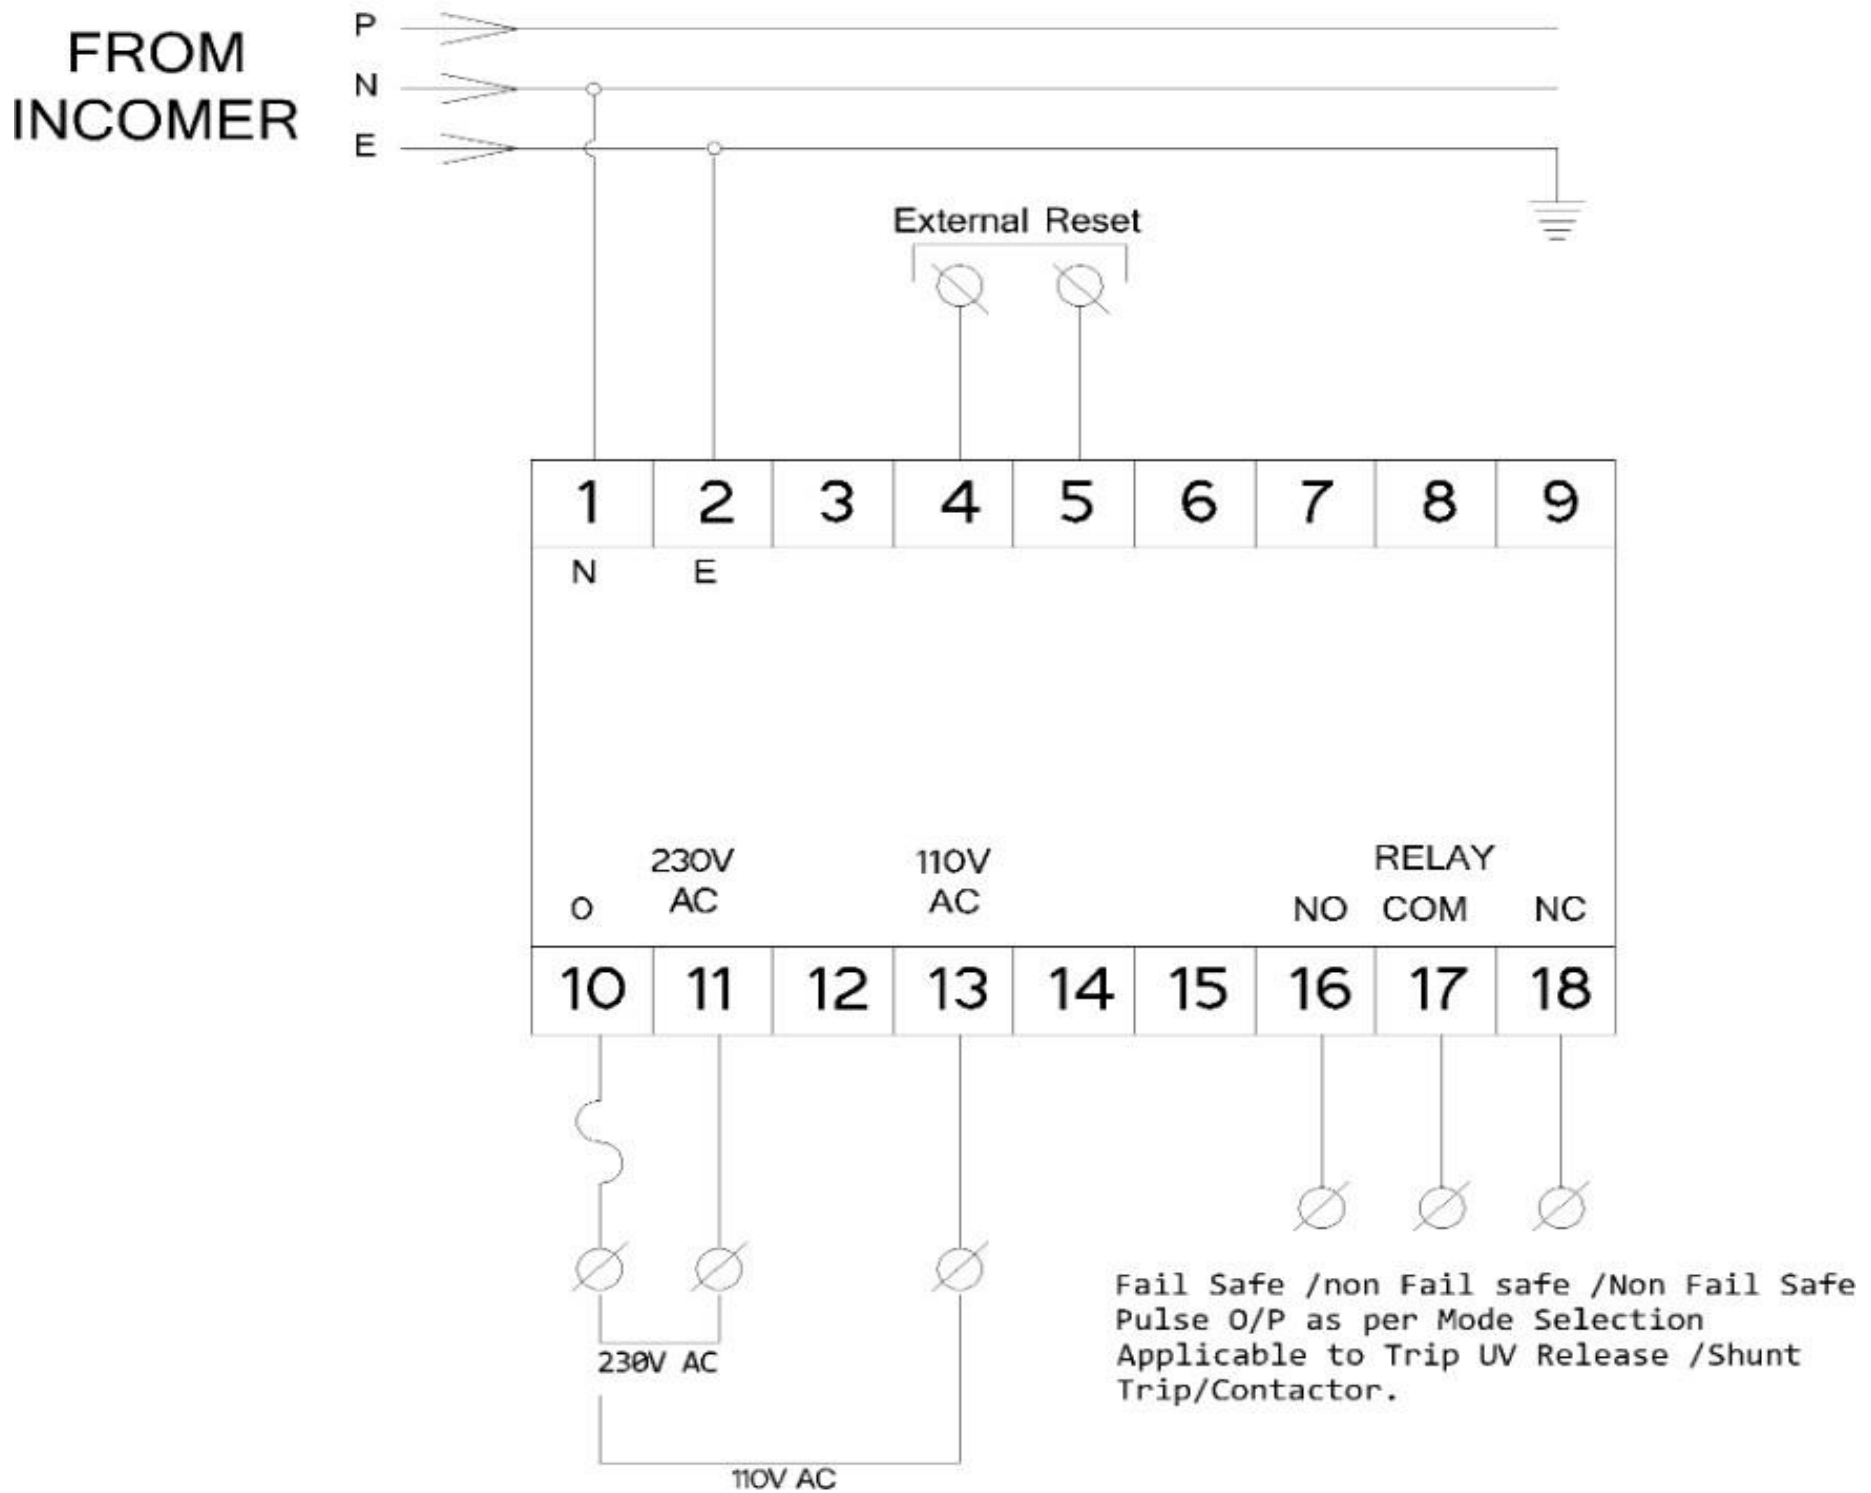 FROM
INCOMER
P
N
E
External Reset
1 2 3 4 5 6 7 8 9
N E
230V
AC
110V
AC
RELAY
O
NO COM NC
10 11 12 13 14 15 16 17 18
Fail Safe /non Fail safe /Non Fail Safe
Pulse O/P as per Mode Selection
Applicable to Trip UV Release /Shunt
Trip/Contactor.
230V AC
110V AC